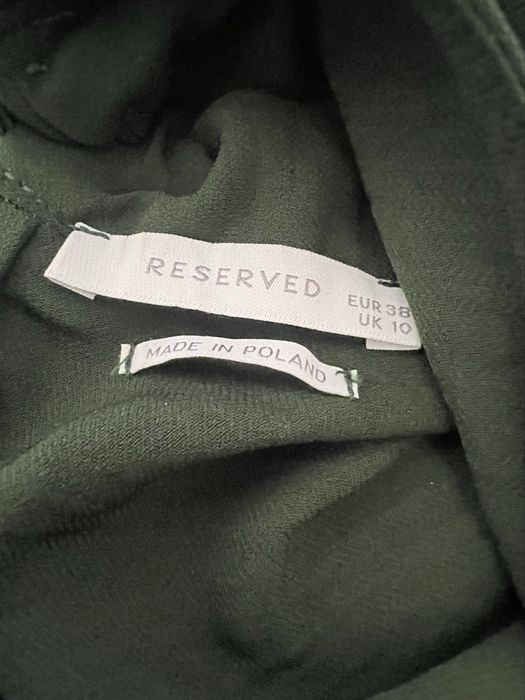 RESERVED
EUR 38
UK 10
MADE IN POLAND